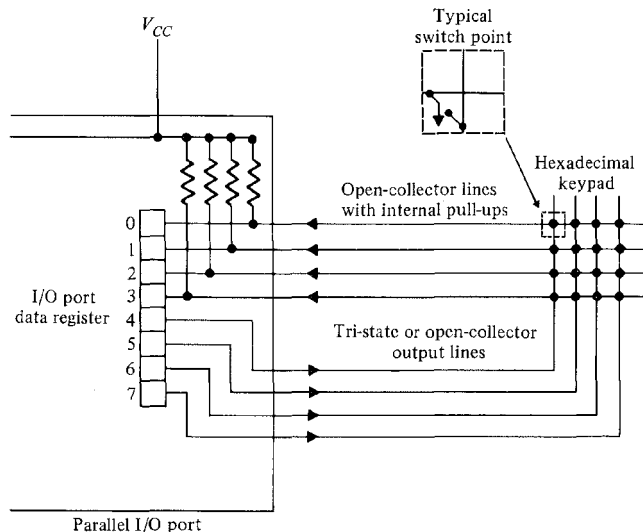 Typical
switch point
V_CC
Hexadecimal
keypad
Open-collector lines
with internal pull-ups
0
1
2
3
4
5
6
7
I/O port
data register
Tri-state or open-collector
output lines
Parallel I/O port